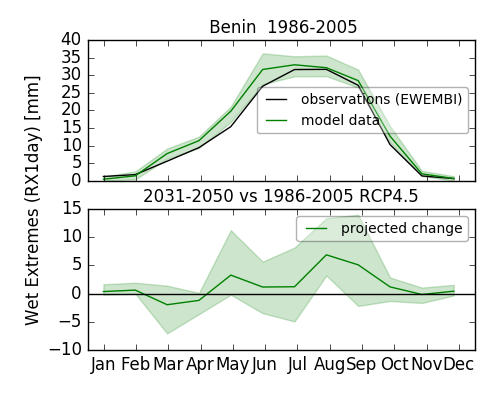 Benin 1986-2005
40
35
30
25
20
15
10
5
0
observations (EWEMBI)
model data
Wet Extremes (RX1day) [mm]
2031-2050 vs 1986-2005 RCP4.5
15
10
5
0
−5
−10
projected change
Jan Feb Mar Apr May Jun Jul Aug Sep Oct Nov Dec